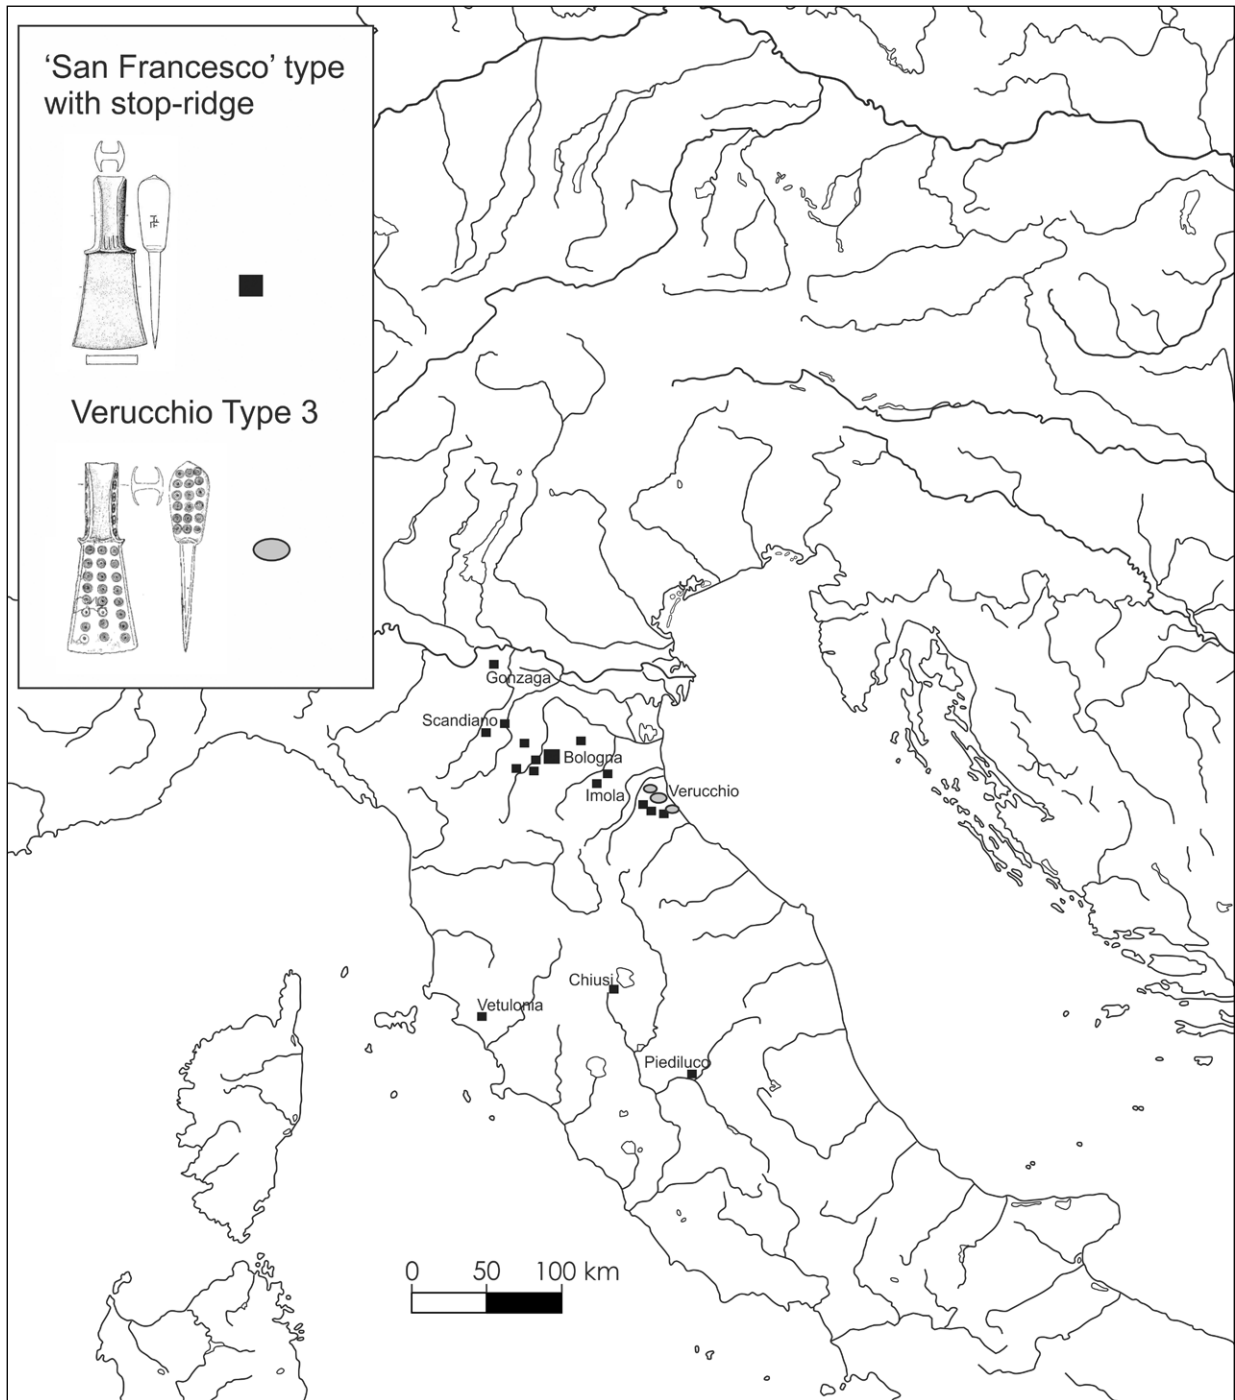 ‘San Francesco’ type
with stop-ridge
Verucchio Type 3
Gonzaga
Scandiano
Bologna
Imola
Verucchio
Chiusi
Vetulonia
Piediluco
0 50 100 km